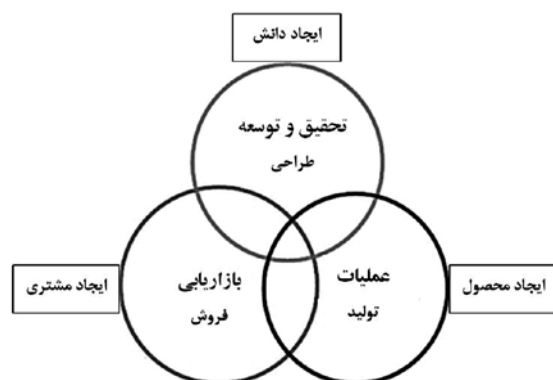 ایجاد دانش
تحقیق و توسعه
طراحی
عملیات
تولید
ایجاد محصول
بازاریابی
فروش
ایجاد مشتری